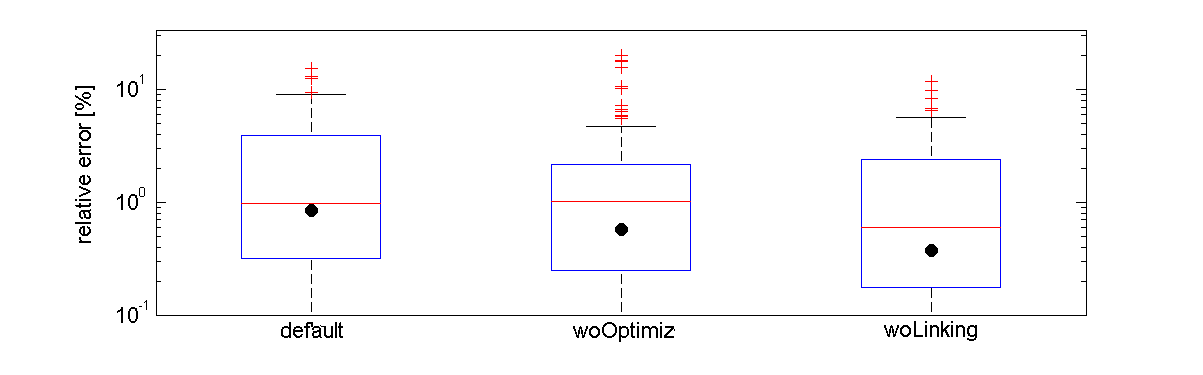 relative error [%]
10^1
10^0
10^-1
default
woOptimiz
woLinking